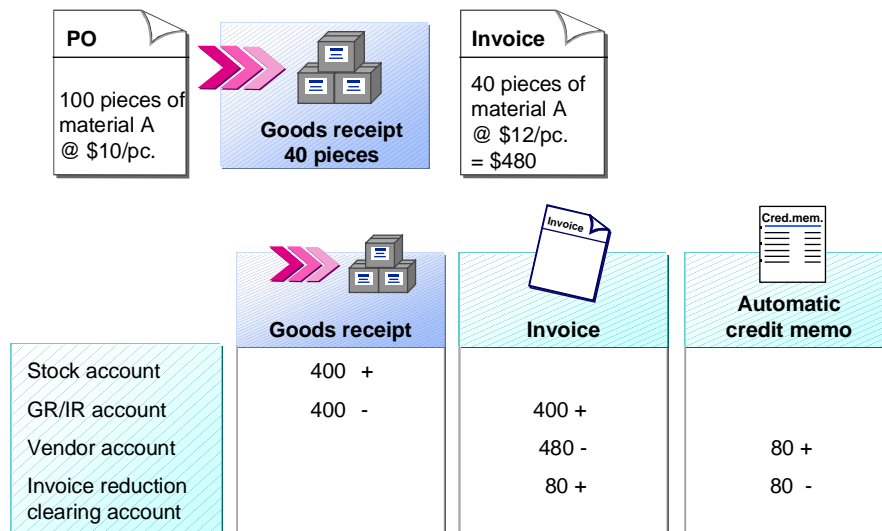 PO
100 pieces of
material A
@ $10/pc.
Goods receipt
40 pieces
Invoice
40 pieces of
material A
@ $12/pc.
= $480
Invoice
Cred.mem.
Goods receipt
Invoice
Automatic
credit memo
Stock account 400 +
GR/IR account 400 - 400 +
Vendor account 480 - 80 +
Invoice reduction 80 + 80 -
clearing account